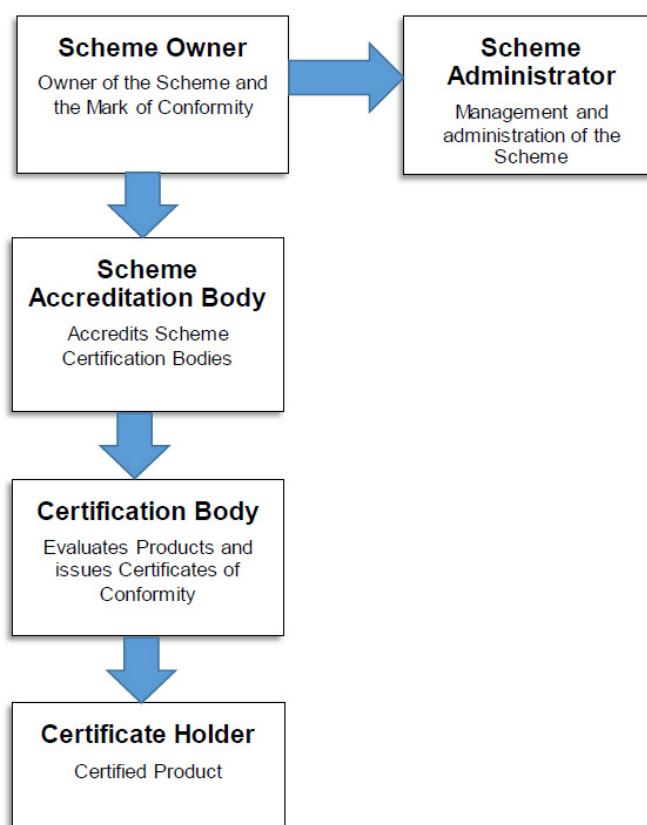 Scheme Owner
Owner of the Scheme and
the Mark of Conformity
Scheme
Administrator
Management and
administration of the
Scheme
Scheme
Accreditation Body
Accredits Scheme
Certification Bodies
Certification Body
Evaluates Products and
issues Certificates of
Conformity
Certificate Holder
Certified Product